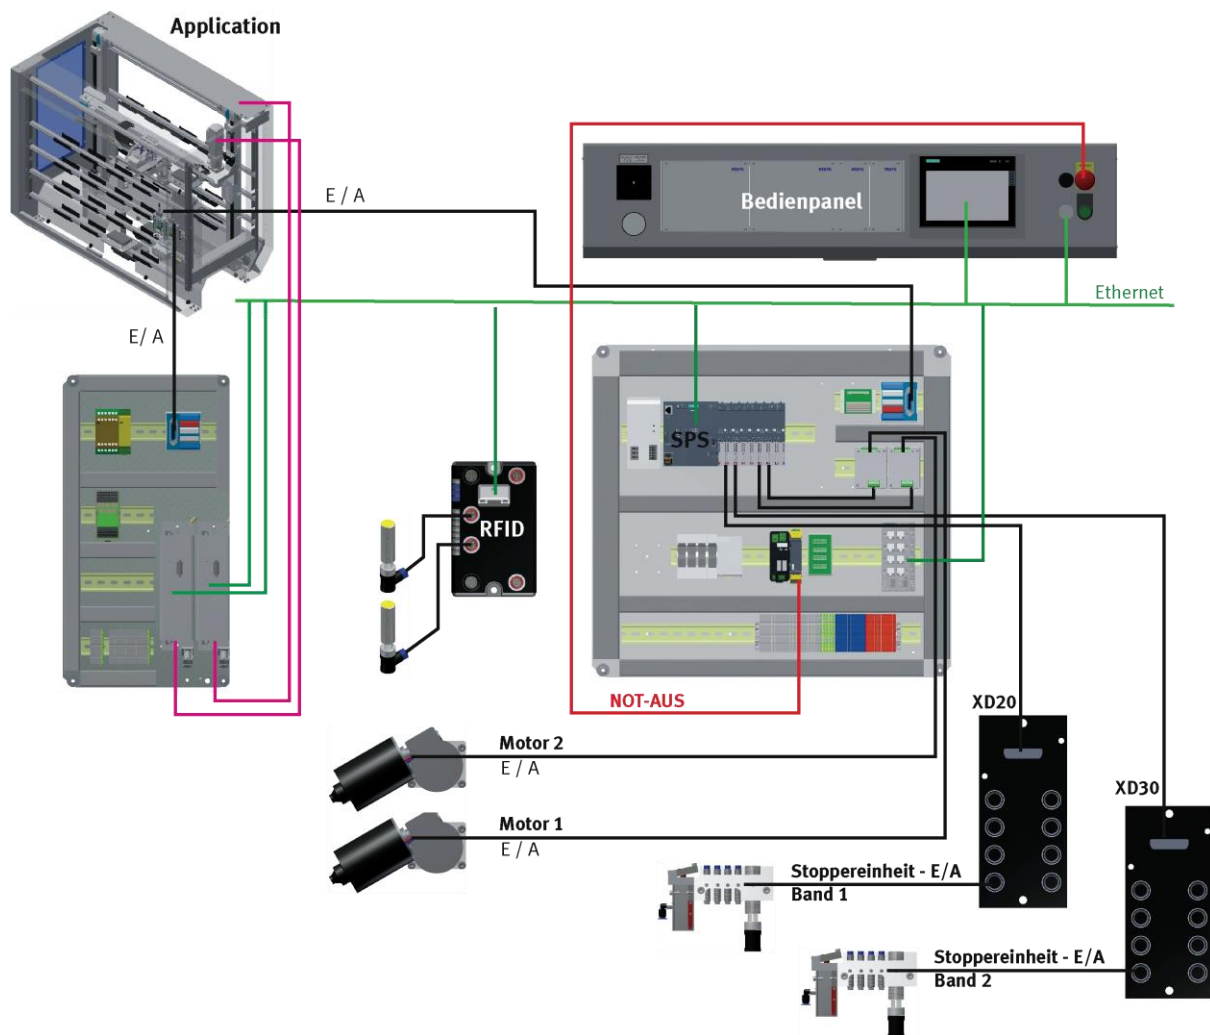 Application
E / A
Bedienpanel
Ethernet
E / A
SPS
RFID
NOT-AUS
XD20
Motor 2
E / A
XD30
Motor 1
E / A
Stoppereinheit - E/A
Band 1
Stoppereinheit - E/A
Band 2